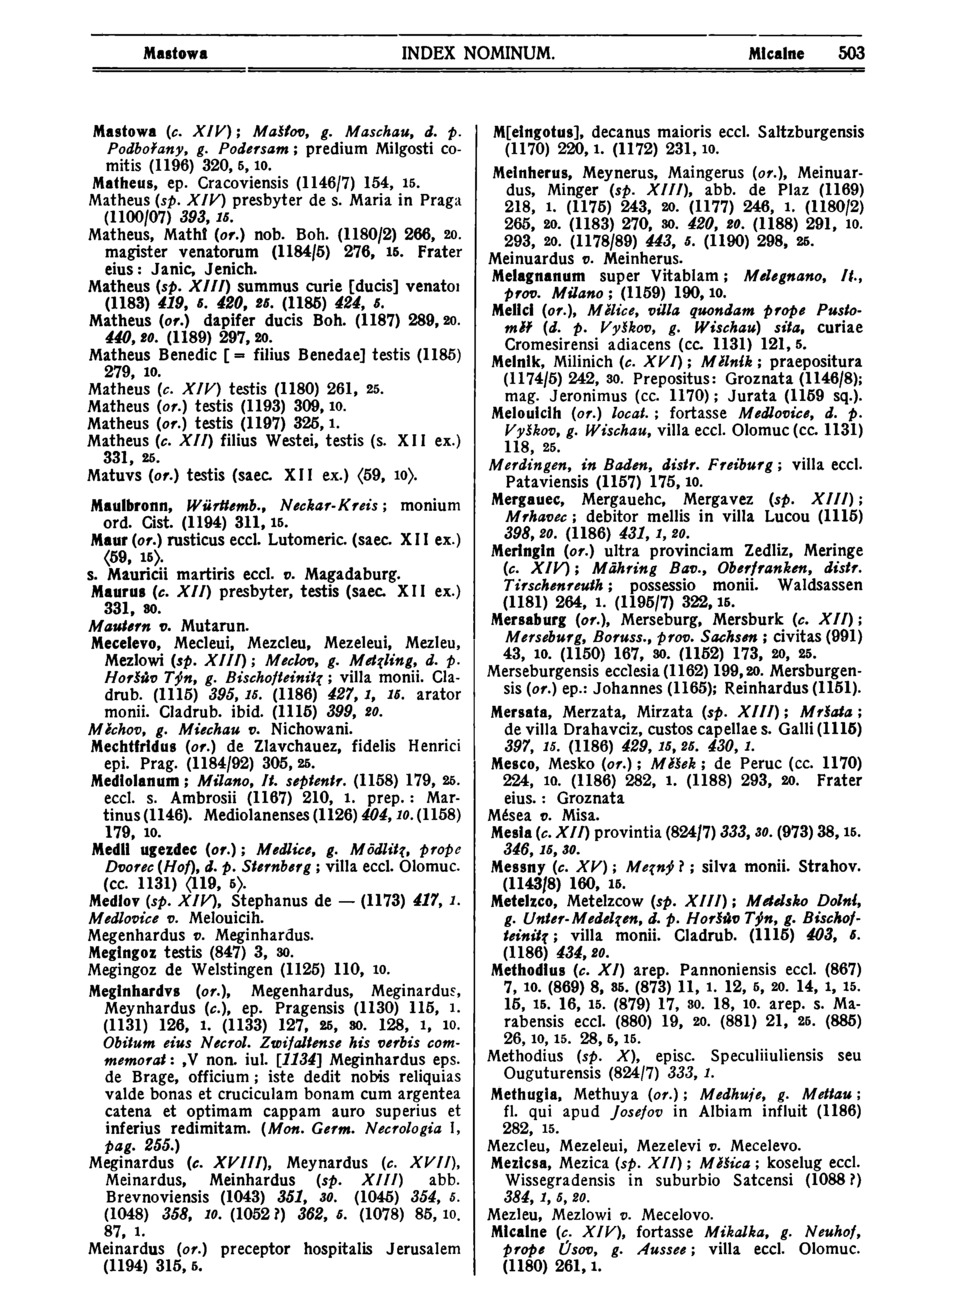 Mastowa INDEX NOMINUM. Micalne 503
Mastowa (c. XIV); Mašťov, g. Maschau, d. p.
Podbořany, g. Podersam; predium Milgosti co-
mitis (1196) 320, 5, 10.
Matheus, ep. Cracoviensis (1146/7) 154, 15.
Matheus (sp. XIV) presbyter de s. Maria in Praga
(1100/07) 393, 15.
Matheus, Mathȋ (or.) nob. Boh. (1180/2) 266, 20.
magister venatorum (1184/5) 276, 15. Frater
eius: Janic, Jenich.
Matheus (sp. XIII) summus curie [ducis] venator
(1183) 419, 5. 420, 25. (1185) 424, 5.
Matheus (or.) dapifer ducis Boh. (1187) 289, 20.
440, 20. (1189) 297, 20.
Matheus Benedic [= filius Benedae] testis (1185)
279, 10.
Matheus (c. XIV) testis (1180) 261, 25.
Matheus (or.) testis (1193) 309, 10.
Matheus (or.) testis (1197) 325, 1.
Matheus (c. XII) filius Westei, testis (s. XII ex.)
331, 25.
Matuvs (or.) testis (saec. XII ex.) ⟨59, 10⟩.
Maulbronn, Württemb., Neckar-Kreis; monium
ord. Cist. (1194) 311, 15.
Maur (or.) rusticus eccl. Lutomeric. (saec. XII ex.)
⟨59, 15⟩.
s. Mauricii martiris eccl. v. Magadaburg.
Maurus (c. XII) presbyter, testis (saec. XII ex.)
331, 30.
Mautern v. Mutarun.
Mecelevo, Mecleui, Mezcleu, Mezeleui, Mezleu,
Mezlowi (sp. XIII); Meclov, g. Metzling, d. p.
Horšův Týn, g. Bischofteinitz; villa monii. Cla-
drub. (1115) 395, 15. (1186) 427, 1, 15. arator
monii. Cladrub. ibid. (1115) 399, 20.
Měchov, g. Miechau v. Nichowani.
Mechtfridus (or.) de Zlavchauez, fidelis Henrici
epi. Prag. (1184/92) 305, 25.
Mediolanum; Milano, It. septentr. (1158) 179, 25.
eccl. s. Ambrosii (1167) 210, 1. prep.: Mar-
tinus (1146). Mediolanenses (1126) 404, 10. (1158)
179, 10.
Medli ugezdec (or.); Medlice, g. Mödlitz, prope
Dvorec (Hof), d. p. Sternberg; villa eccl. Olomuc.
(cc. 1131) ⟨119, 5⟩.
Medlov (sp. XIV), Stephanus de — (1173) 417, 1.
Medlovice v. Melouicih.
Megenhardus v. Meginhardus.
Megingoz testis (847) 3, 30.
Megingoz de Welstingen (1125) 110, 10.
Meginhardvs (or.), Megenhardus, Meginardus,
Meynhardus (c.), ep. Pragensis (1130) 115, 1.
(1131) 126, 1. (1133) 127, 25, 30. 128, 1, 10.
Obitum eius Necrol. Zwifaltense his verbis com-
memorat: ‚V non. iul. [1134] Meginhardus eps.
de Brage, officium; iste dedit nobis reliquias
valde bonas et cruciculam bonam cum argentea
catena et optimam cappam auro superius et
inferius redimitam. (Mon. Germ. Necrologia I,
pag. 255.)
Meginardus (c. XVIII), Meynardus (c. XVII),
Meinardus, Meinhardus (sp. XIII) abb.
Brevnoviensis (1043) 351, 30. (1045) 354, 5.
(1048) 358, 10. (1052?) 362, 5. (1078) 85, 10.
87, 1.
Meinardus (or.) preceptor hospitalis Jerusalem
(1194) 315, 5.
M[eingotus], decanus maioris eccl. Saltzburgensis
(1170) 220, 1. (1172) 231, 10.
Meinherus, Meynerus, Maingerus (or.), Meinuar-
dus, Minger (sp. XIII), abb. de Plaz (1169)
218, 1. (1175) 243, 20. (1177) 246, 1. (1180/2)
265, 20. (1183) 270, 30. 420, 20. (1188) 291, 10.
293, 20. (1178/89) 443, 5. (1190) 298, 25.
Meinuardus v. Meinherus.
Melagnanum super Vitablam; Melegnano, It.,
prov. Milano; (1159) 190, 10.
Melici (or.), Mělice, villa quondam prope Pusto-
měř (d. p. Vyškov, g. Wischau) sita, curiae
Cromesirensi adiacens (cc. 1131) 121, 5.
Melnik, Milinich (c. XVI); Mělník; praepositura
(1174/5) 242, 30. Prepositus: Groznata (1146/8);
mag. Jeronimus (cc. 1170); Jurata (1159 sq.).
Melouicih (or.) locat.; fortasse Medlovice, d. p.
Vyškov, g. Wischau, villa eccl. Olomuc (cc. 1131)
118, 25.
Merdingen, in Baden, distr. Freiburg; villa eccl.
Pataviensis (1157) 175, 10.
Mergauec, Mergauehc, Mergavez (sp. XIII);
Mrhavec; debitor mellis in villa Lucou (1115)
398, 20. (1186) 431, 1, 20.
Meringin (or.) ultra provinciam Zedliz, Meringe
(c. XIV); Mähring Bav., Oberfranken, distr.
Tirschenreuth; possessio monii. Waldsassen
(1181) 264, 1. (1195/7) 322, 15.
Mersaburg (or.), Merseburg, Mersburk (c. XII);
Merseburg, Boruss., prov. Sachsen; civitas (991)
43, 10. (1150) 167, 30. (1152) 173, 20, 25.
Merseburgensis ecclesia (1162) 199, 20. Mersburgen-
sis (or.) ep.: Johannes (1165); Reinhardus (1151).
Mersata, Merzata, Mirzata (sp. XIII); Mršata;
de villa Drahavciz, custos capellae s. Galli (1115)
397, 15. (1186) 429, 15, 25. 430, 1.
Mesco, Mesko (or.); Měšek; de Peruc (cc. 1170)
224, 10. (1186) 282, 1. (1188) 293, 20. Frater
eius.: Groznata
Mésea v. Misa.
Mesia (c. XII) provintia (824/7) 333, 30. (973) 38, 15.
346, 15, 30.
Messny (c. XV); Mezný?; silva monii. Strahov.
(1143/8) 160, 15.
Metelzco, Metelzcow (sp. XIII); Metelsko Dolní,
g. Unter-Medelzen, d. p. Horšův Týn, g. Bischof-
teinitz; villa monii. Cladrub. (1115) 403, 5.
(1186) 434, 20.
Methodius (c. XI) arep. Pannoniensis eccl. (867)
7, 10. (869) 8, 35. (873) 11, 1. 12, 5, 20. 14, 1, 15.
15, 15. 16, 15. (879) 17, 30. 18, 10. arep. s. Ma-
rabensis eccl. (880) 19, 20. (881) 21, 25. (885)
26, 10, 15. 28, 5, 15.
Methodius (sp. X), episc. Speculiiuliensis seu
Ouguturensis (824/7) 333, 1.
Methugia, Methuya (or.); Medhuje, g. Mettau;
fl. qui apud Josefov in Albiam influit (1186)
282, 15.
Mezcleu, Mezeleui, Mezelevi v. Mecelevo.
Mezicsa, Mezica (sp. XII); Měšica; koselug eccl.
Wissegradensis in suburbio Satcensi (1088?)
384, 1, 5, 20.
Mezleu, Mezlowi v. Mecelovo.
Micalne (c. XIV), fortasse Mikalka, g. Neuhof,
prope Úsov, g. Aussee; villa eccl. Olomuc.
(1180) 261, 1.